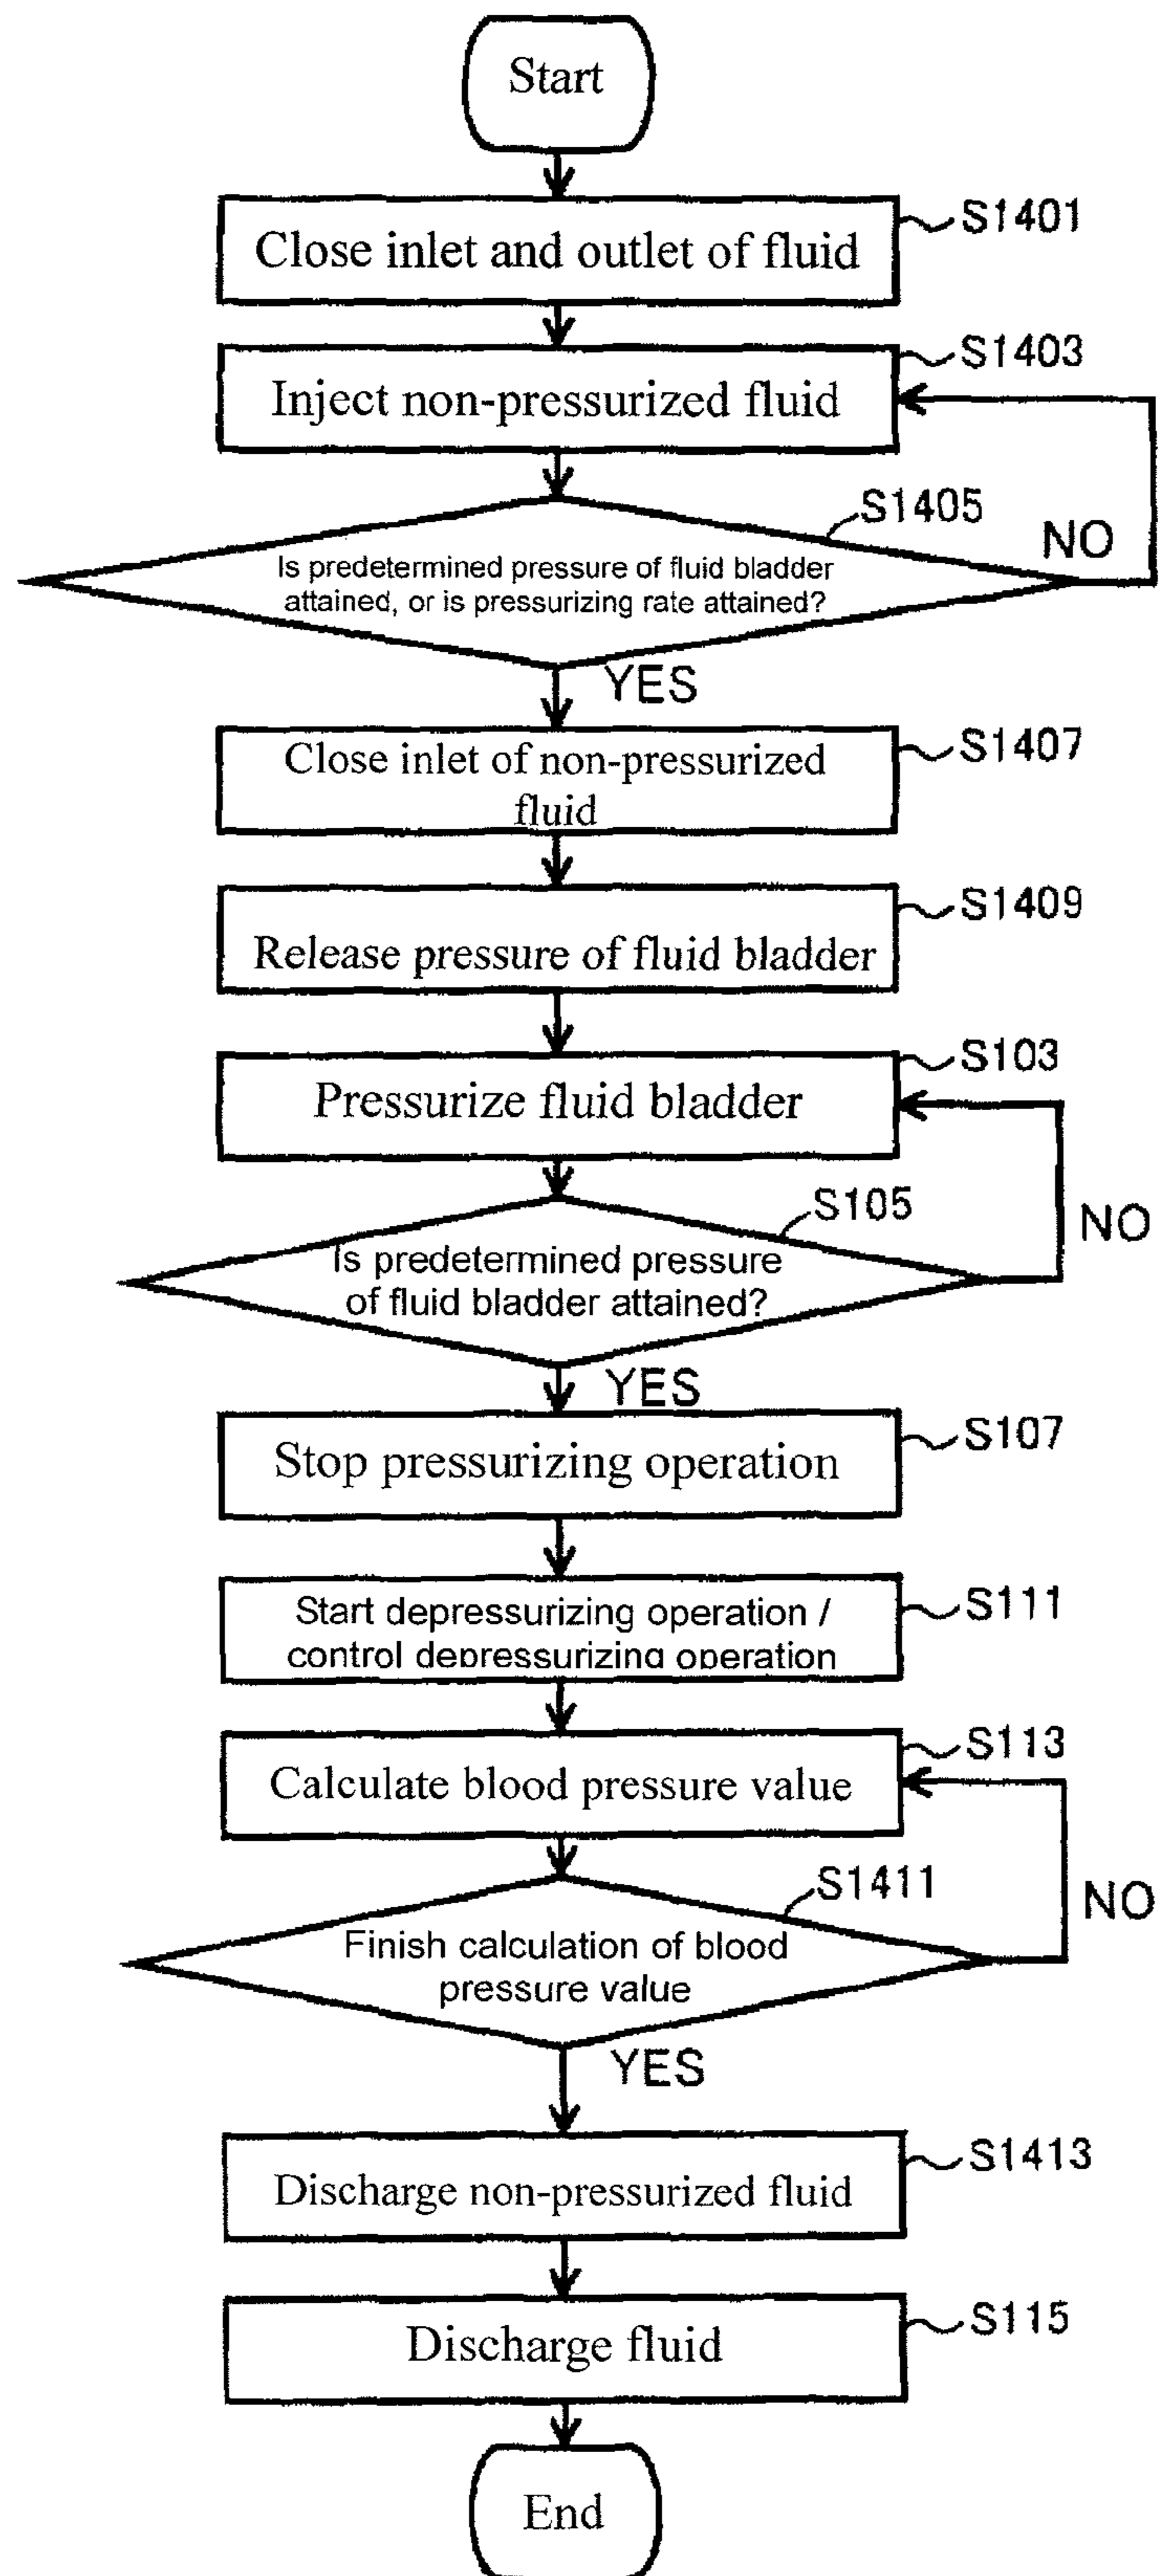 Start
S1401
Close inlet and outlet of fluid
S1403
Inject non-pressurized fluid
S1405
NO
Is predetermined pressure of fluid bladder
attained, or is pressurizing rate attained?
YES
S1407
Close inlet of non-pressurized
fluid
S1409
Release pressure of fluid bladder
S103
Pressurize fluid bladder
S105
NO
Is predetermined pressure
of fluid bladder attained?
YES
S107
Stop pressurizing operation
S111
Start depressurizing operation /
control depressurizing operation
S113
Calculate blood pressure value
S1411
NO
Finish calculation of blood
pressure value
YES
S1413
Discharge non-pressurized fluid
S115
Discharge fluid
End